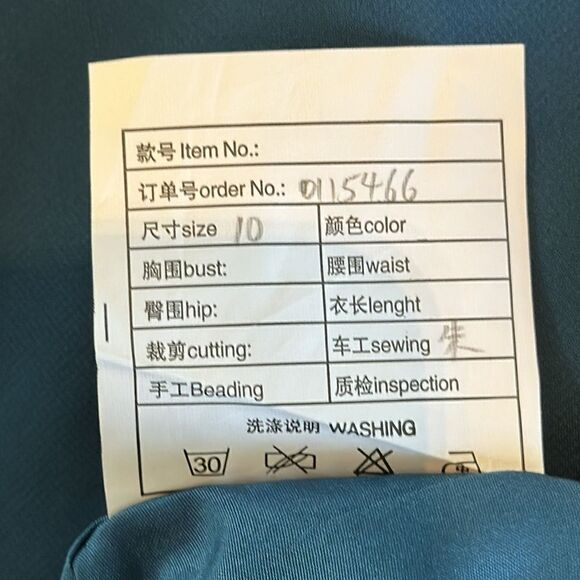 款号 Item No.:
订单号order No.: 0115466
尺寸size 10 颜色color
胸围bust: 腰围waist
臀围hip: 衣长lenght
裁剪cutting: 车工sewing 朱
手工Beading 质检inspection
洗涤说明 WASHING
30